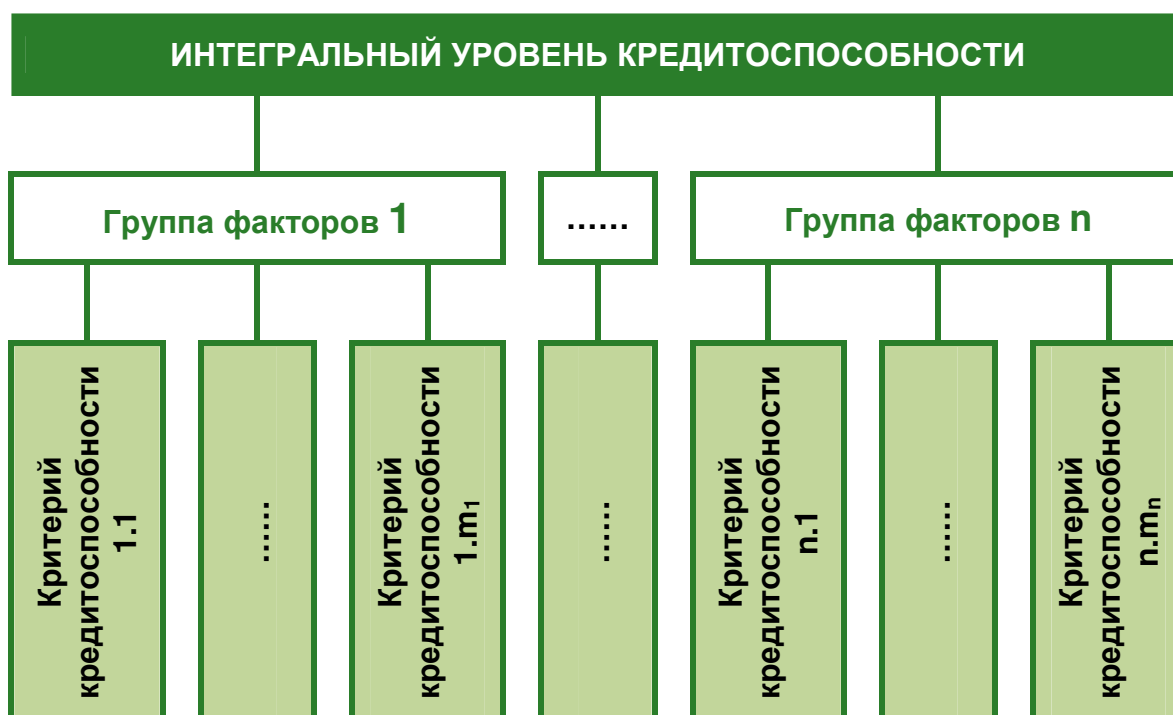 ИНТЕГРАЛЬНЫЙ УРОВЕНЬ КРЕДИТОСПОСОБНОСТИ
Группа факторов 1
......
Группа факторов n
Критерий
кредитоспособности
1.1
......
Критерий
кредитоспособности
1.m₁
......
Критерий
кредитоспособности
n.1
......
Критерий
кредитоспособности
n.mₙ